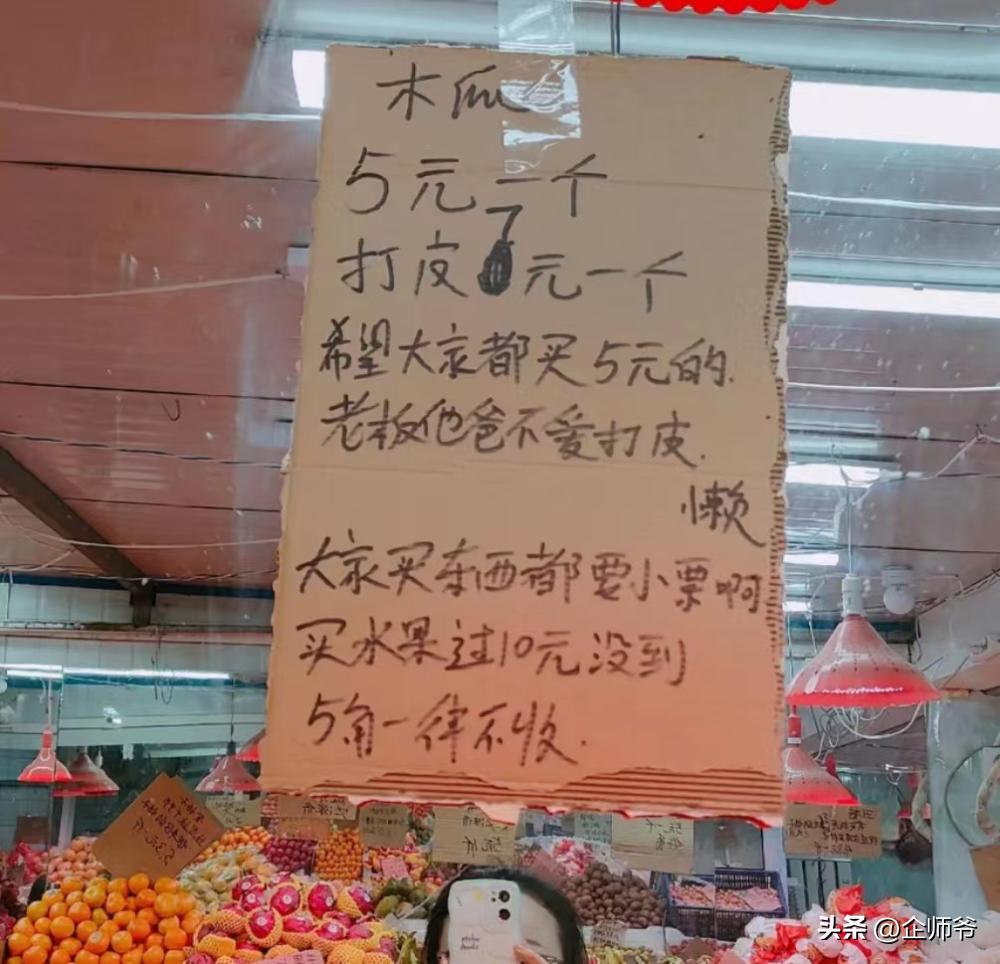 木瓜
5元一个
打皮7元一个
希望大家都买5元的.
老板他爸不爱打皮.
懒
大家买东西都要小票啊
买水果过10元没到
5角一律不收.
头条 @企师爷